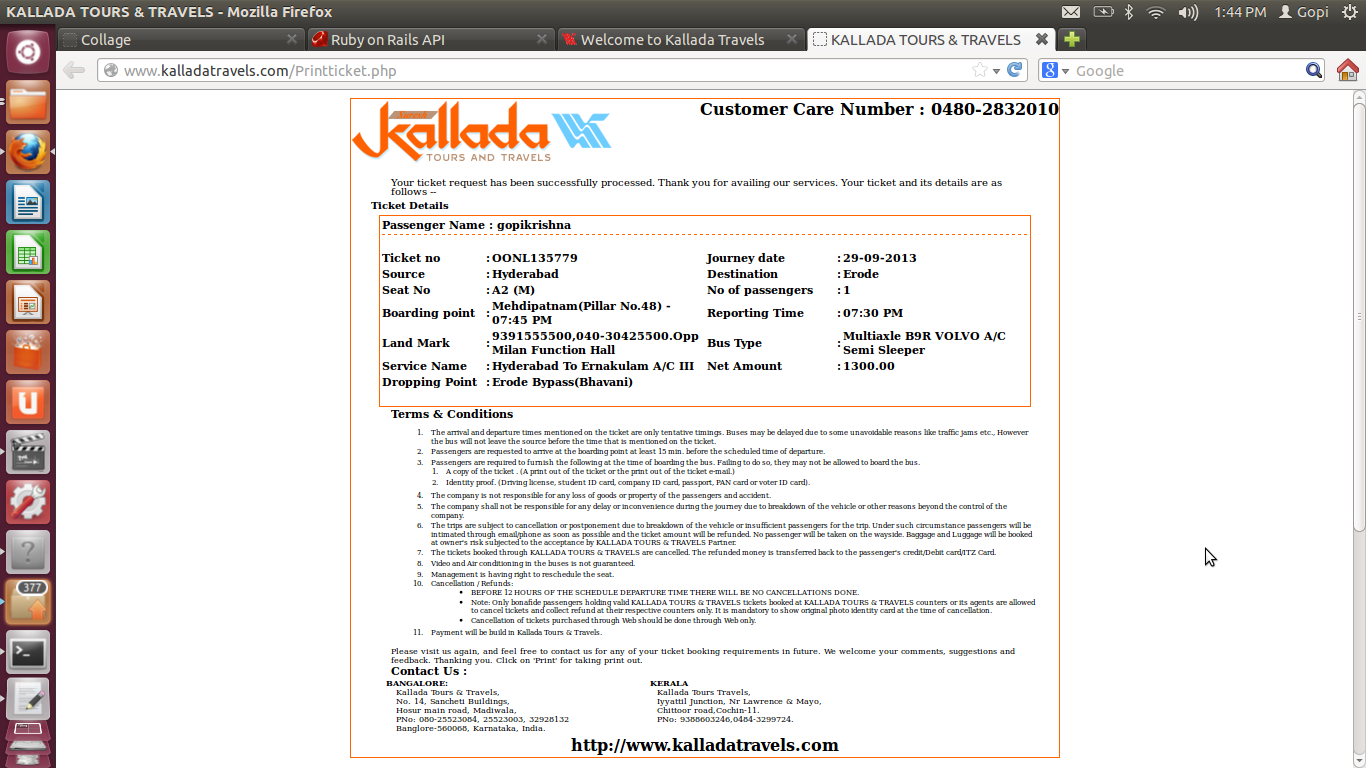 KALLADA TOURS & TRAVELS - Mozilla Firefox
1:44 PM
Gopi
Collage
Ruby on Rails API
Welcome to Kallada Travels
KALLADA TOURS & TRAVELS
www.kalladatravels.com/Printticket.php
Google
Suresh
Kallada
TOURS AND TRAVELS
Customer Care Number : 0480-2832010
Your ticket request has been successfully processed. Thank you for availing our services. Your ticket and its details are as
follows --
Ticket Details
Passenger Name : gopikrishna
Ticket no : OONL135779 Journey date : 29-09-2013
Source : Hyderabad Destination : Erode
Seat No : A2 (M) No of passengers : 1
Boarding point : Mehdipatnam(Pillar No.48) -
07:45 PM Reporting Time : 07:30 PM
Land Mark : 9391555500,040-30425500.Opp
Milan Function Hall Bus Type : Multiaxle B9R VOLVO A/C
Semi Sleeper
Service Name : Hyderabad To Ernakulam A/C III Net Amount : 1300.00
Dropping Point : Erode Bypass(Bhavani)
Terms & Conditions
1. The arrival and departure times mentioned on the ticket are only tentative timings. Buses may be delayed due to some unavoidable reasons like traffic jams etc., However
the bus will not leave the source before the time that is mentioned on the ticket.
2. Passengers are requested to arrive at the boarding point at least 15 min. before the scheduled time of departure.
3. Passengers are required to furnish the following at the time of boarding the bus. Failing to do so, they may not be allowed to board the bus.
1. A copy of the ticket . (A print out of the ticket or the print out of the ticket e-mail.)
2. Identity proof. (Driving license, student ID card, company ID card, passport, PAN card or voter ID card).
4. The company is not responsible for any loss of goods or property of the passengers and accident.
5. The company shall not be responsible for any delay or inconvenience during the journey due to breakdown of the vehicle or other reasons beyond the control of the
company.
6. The trips are subject to cancellation or postponement due to breakdown of the vehicle or insufficient passengers for the trip. Under such circumstance passengers will be
intimated through email/phone as soon as possible and the ticket amount will be refunded. No passenger will be taken on the wayside. Baggage and Luggage will be booked
at owner's risk subjected to the acceptance by KALLADA TOURS & TRAVELS Partner.
7. The tickets booked through KALLADA TOURS & TRAVELS are cancelled. The refunded money is transferred back to the passenger's credit/Debit card/ITZ Card.
8. Video and Air conditioning in the buses is not guaranteed.
9. Management is having right to reschedule the seat.
10. Cancellation / Refunds:
• BEFORE 12 HOURS OF THE SCHEDULE DEPARTURE TIME THERE WILL BE NO CANCELLATIONS DONE.
• Note: Only bonafide passengers holding valid KALLADA TOURS & TRAVELS tickets booked at KALLADA TOURS & TRAVELS counters or its agents are allowed
to cancel tickets and collect refund at their respective counters only. It is mandatory to show original photo identity card at the time of cancellation.
• Cancellation of tickets purchased through Web should be done through Web only.
11. Payment will be build in Kallada Tours & Travels.
Please visit us again, and feel free to contact us for any of your ticket booking requirements in future. We welcome your comments, suggestions and
feedback. Thanking you. Click on 'Print' for taking print out.
Contact Us :
BANGALORE:
Kallada Tours & Travels,
No. 14, Sancheti Buildings,
Hosur main road, Madiwala,
PNo: 080-25523084, 25523003, 32928132
Banglore-560068, Karnataka, India.
KERALA
Kallada Tours Travels,
Iyyattil Junction, Nr Lawrence & Mayo,
Chittoor road,Cochin-11.
PNo: 9388603246,0484-3299724.
http://www.kalladatravels.com
377